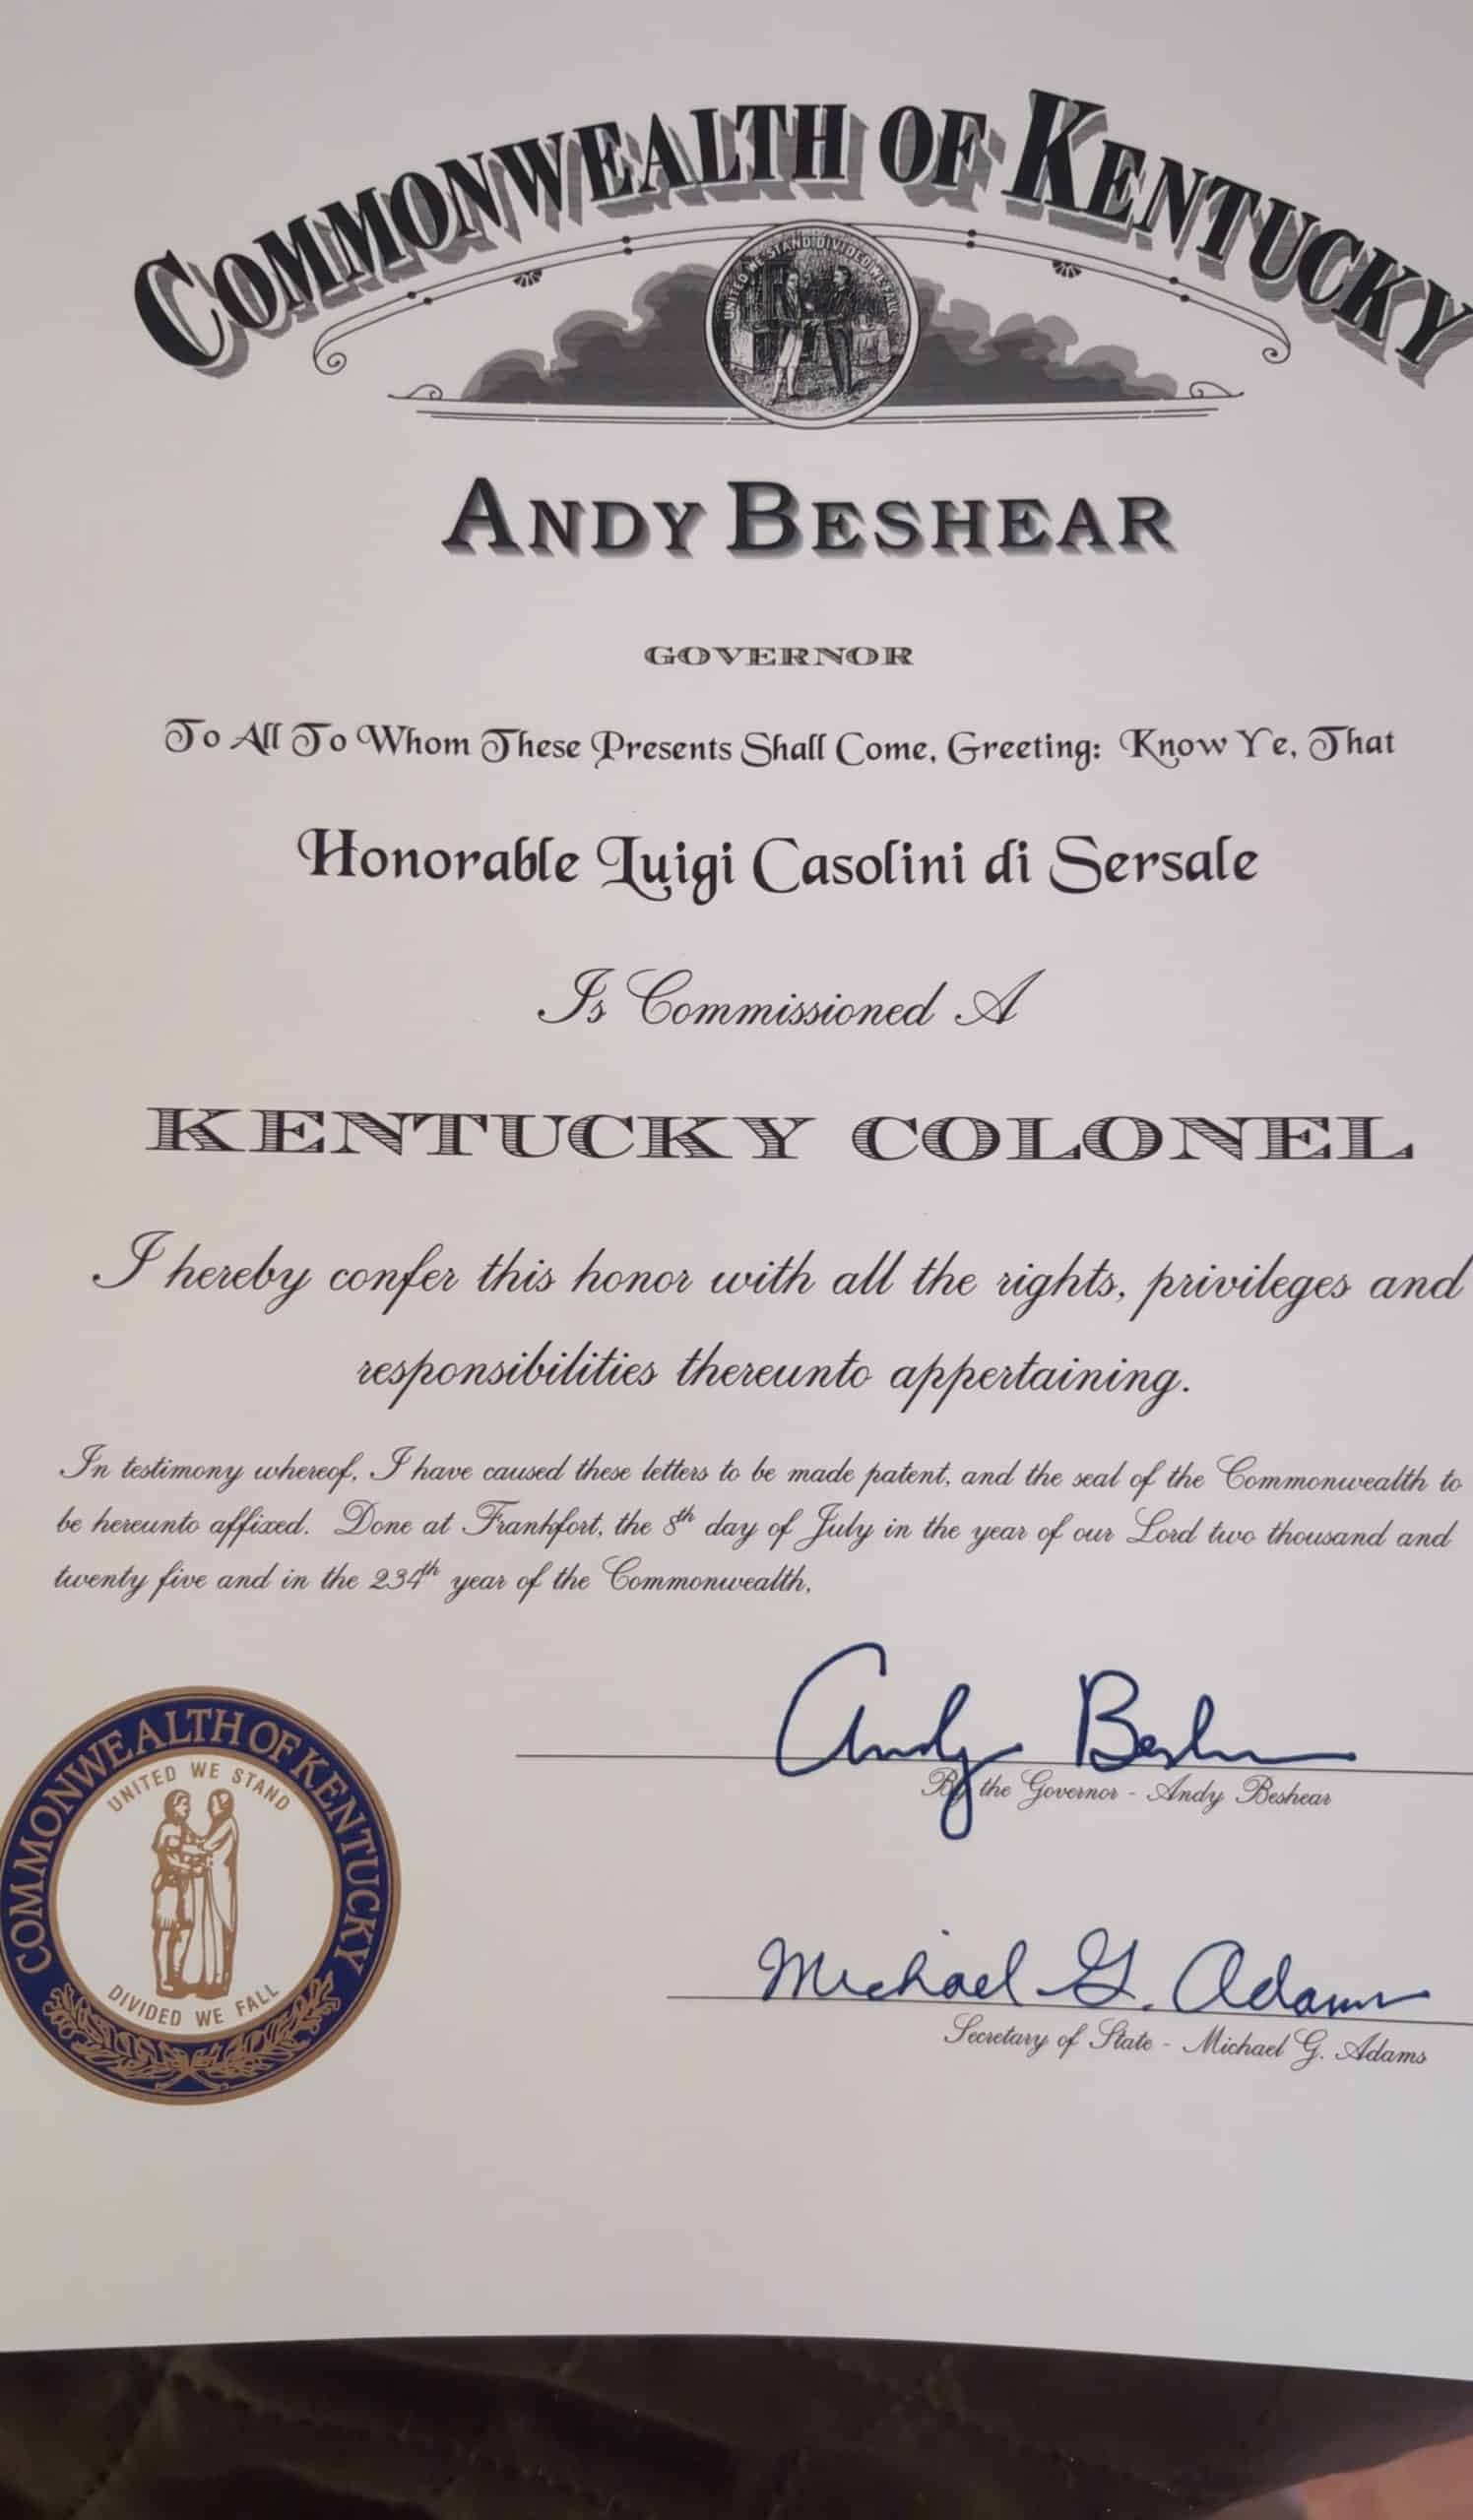 COMMONWEALTH OF KENTUCKY
UNITED WE STAND DIVIDED WE FALL
ANDY BESHEAR
GOVERNOR
To All To Whom These Presents Shall Come, Greeting: Know Ye, That
Honorable Luigi Casolini di Sersale
Is Commissioned A
KENTUCKY COLONEL
I hereby confer this honor with all the rights, privileges and
responsibilities thereunto appertaining.
In testimony whereof, I have caused these letters to be made patent, and the seal of the Commonwealth to
be hereunto affixed. Done at Frankfort, the 8th day of July in the year of our Lord two thousand and
twenty five and in the 234th year of the Commonwealth.
Andy Beshear
By the Governor - Andy Beshear
COMMONWEALTH OF KENTUCKY
UNITED WE STAND
DIVIDED WE FALL
Michael G. Adams
Secretary of State - Michael G. Adams